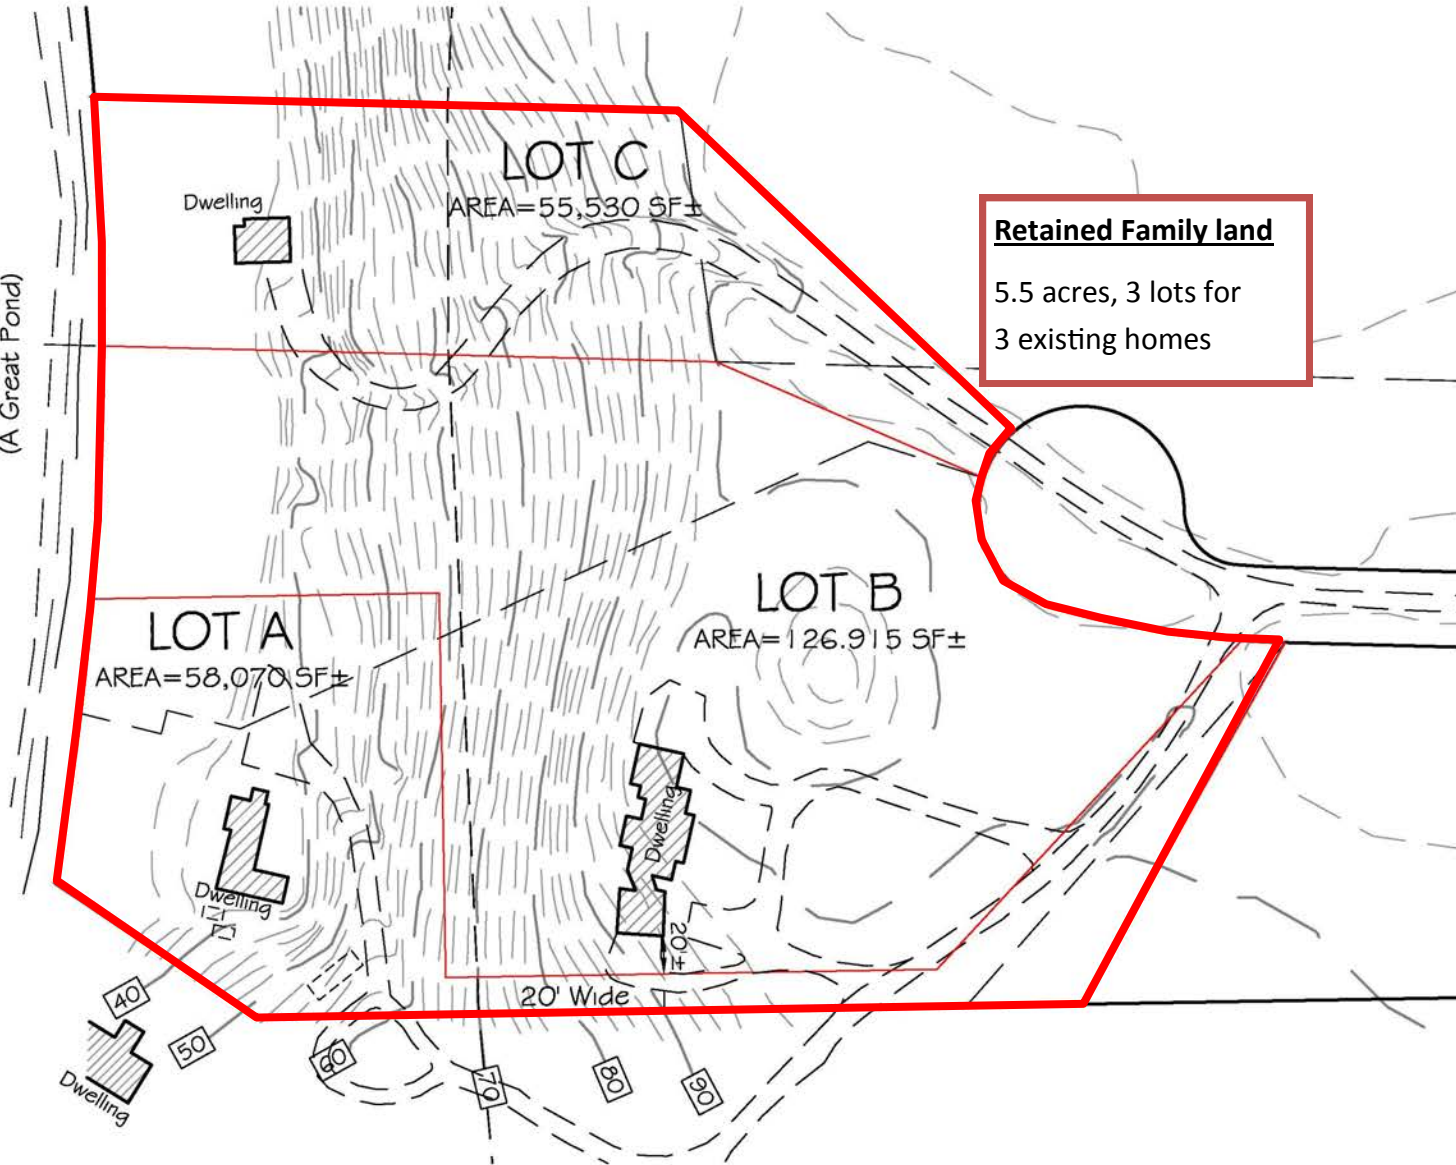 LOT C
AREA=55,530 SF±
Dwelling
Retained Family land
5.5 acres, 3 lots for
3 existing homes
(A Great Pond)
LOT B
AREA=126.915 SF±
LOT A
AREA=58,070 SF±
Dwelling
Dwelling
20'±
20' Wide
40
50
60
70
80
90
Dwelling